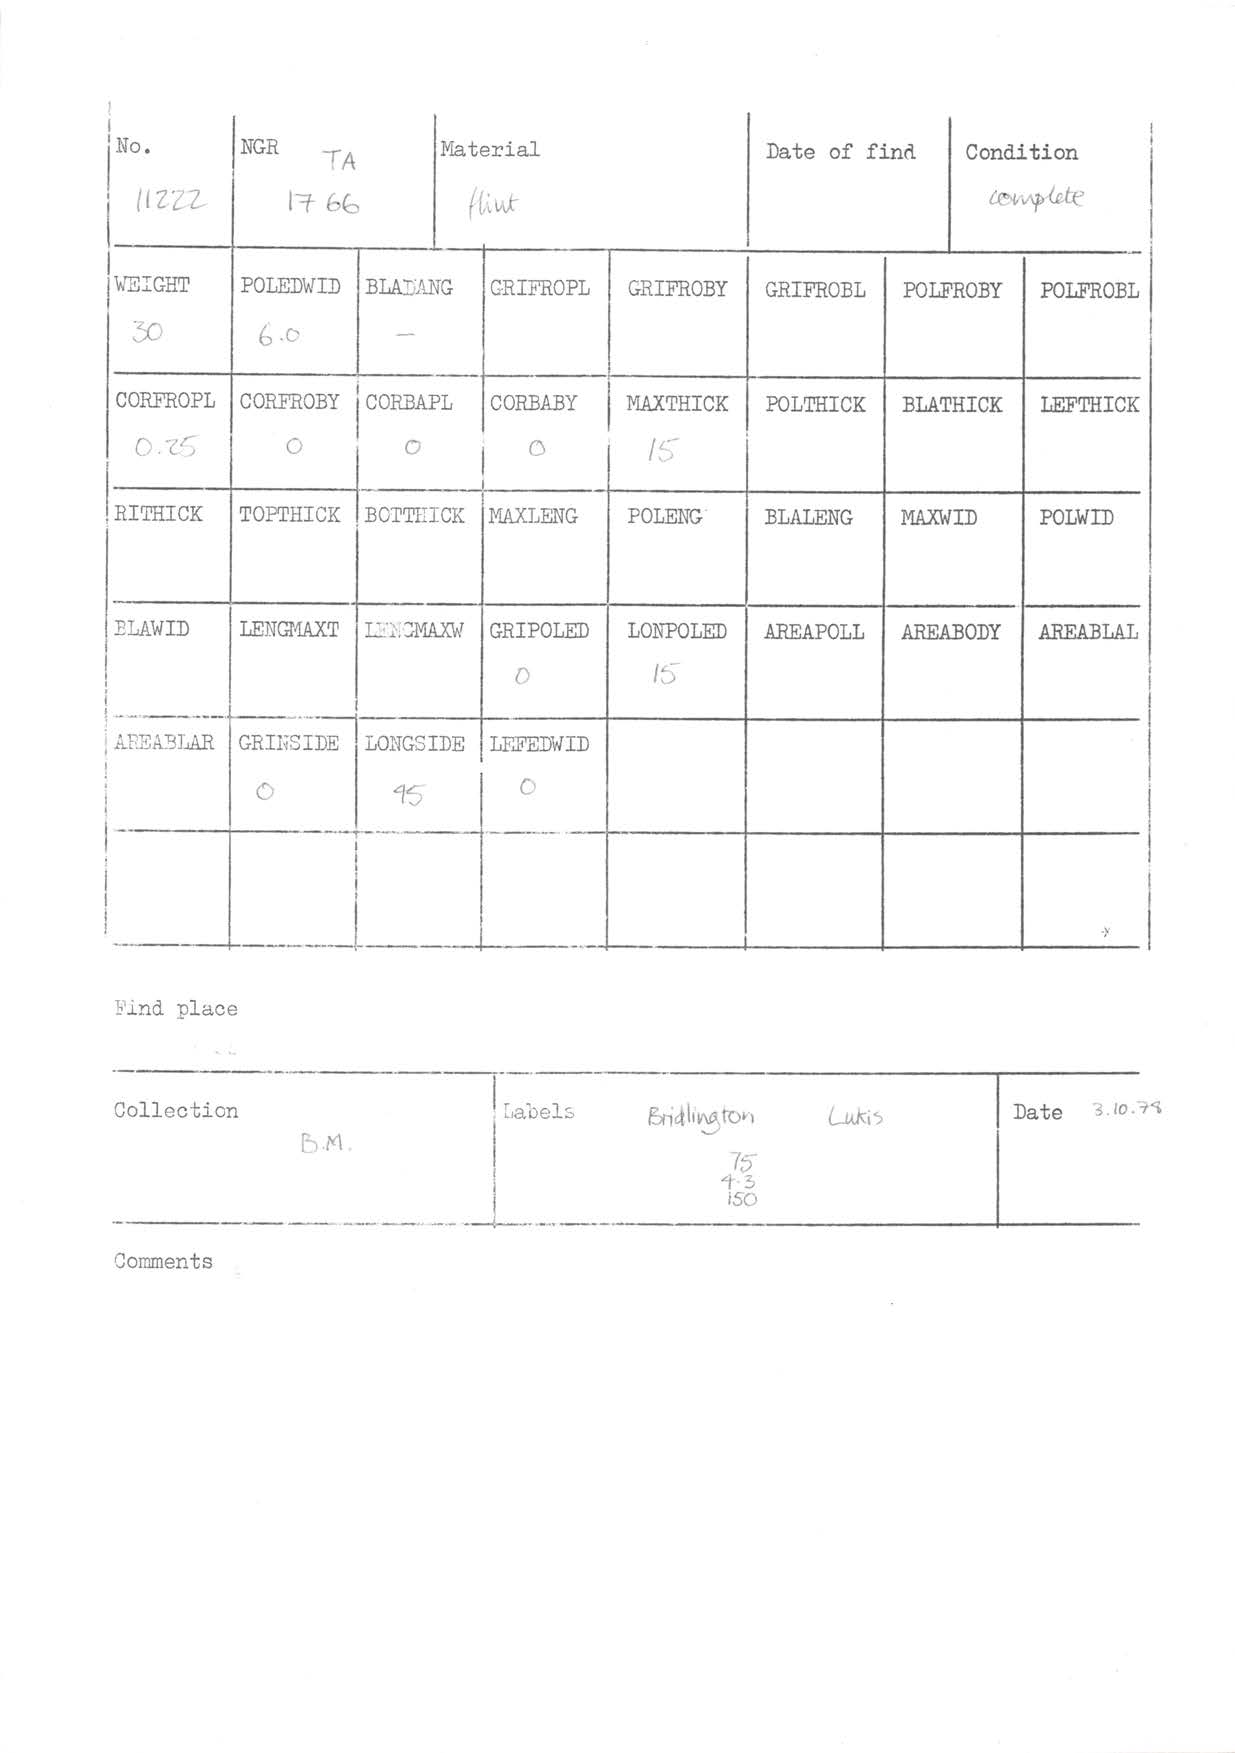 No. NGR TA Material Date of find Condition
11222 17 66 flint complete
WEIGHT POLEDWID BLADANG GRIFROPL GRIFROBY GRIFROBL POLFROBY POLFROBL
30 6.0 —
CORFROPL CORFROBY CORBAPL CORBABY MAXTHICK POLTHICK BLATHICK LEFTHICK
0.25 0 0 0 15
RITHICK TOPTHICK BOTTHICK MAXLENG POLENG BLALENG MAXWID POLWID
BLAWID LENGMAXT LENGMAXW GRIPOLED LONPOLED AREAPOLL AREABODY AREABLAL
0 15
AREABLAR GRINSIDE LONGSIDE LEFEDWID
0 45 0
Find place
Collection Labels Bridlington Lukis Date 3.10.78
B.M.
75
4.3
150
Comments